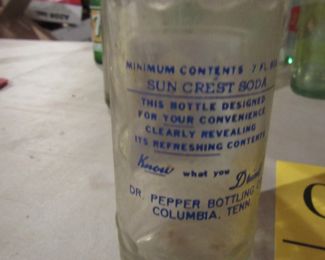 MINIMUM CONTENTS 7 FL.
SUN CREST SODA
THIS BOTTLE DESIGNED
FOR YOUR CONVENIENCE
CLEARLY REVEALING
ITS REFRESHING CONTENTS
Know what you Drink
DR. PEPPER BOTTLING
COLUMBIA, TENN.